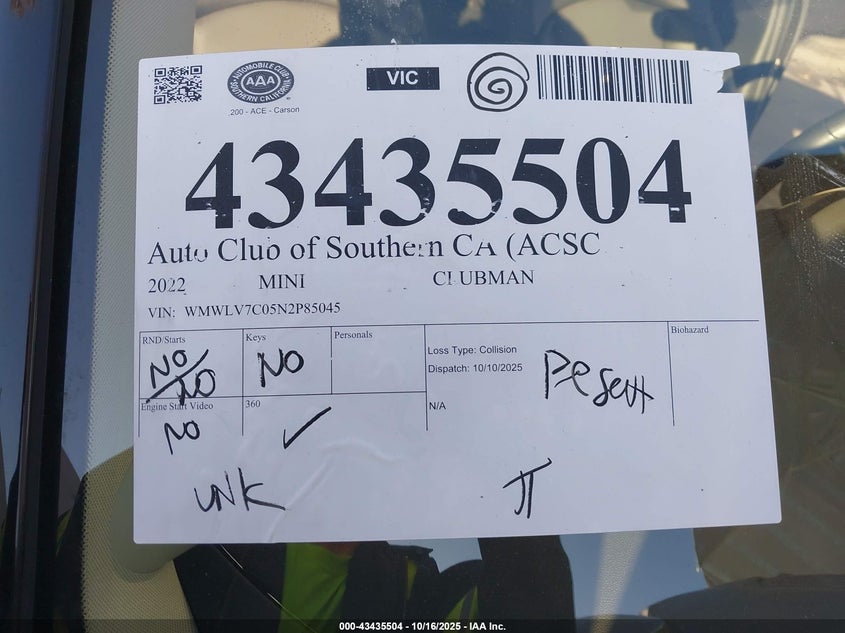 AUTOMOBILE CLUB
AAA
SOUTHERN CALIFORNIA
200 - ACE - Carson
VIC
43435504
Auto Club of Southern CA (ACSC
2022 MINI CLUBMAN
VIN: WMWLV7C05N2P85045
RND/Starts Keys Personals Biohazard
NO/NO NO
Loss Type: Collision
Dispatch: 10/10/2025
Engine Start Video 360 N/A
NO ✓
UNK
000-43435504 - 10/16/2025 - IAA Inc.